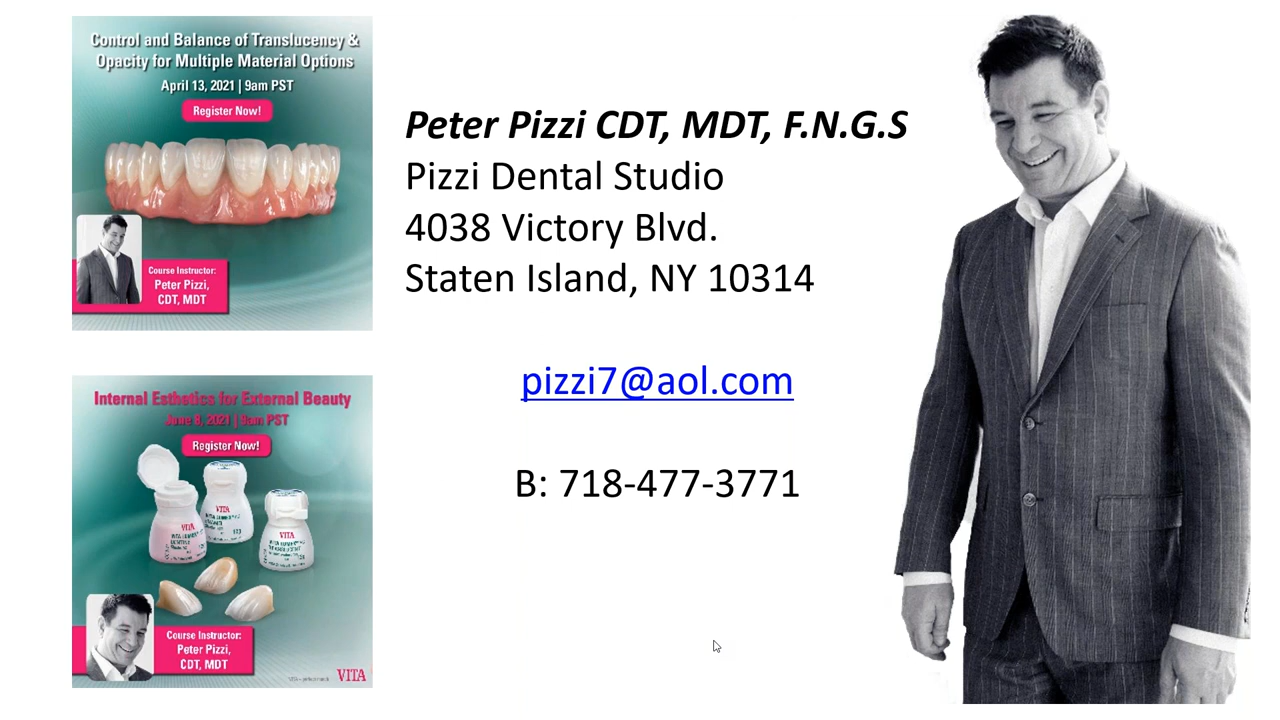 Control and Balance of Translucency &
Opacity for Multiple Material Options
April 13, 2021 | 9am PST
Register Now!
Course Instructor:
Peter Pizzi,
CDT, MDT
Internal Esthetics for External Beauty
June 8, 2021 | 9am PST
Register Now!
VITA
VITA
VITA
Course Instructor:
Peter Pizzi,
CDT, MDT
VITA
Peter Pizzi CDT, MDT, F.N.G.S
Pizzi Dental Studio
4038 Victory Blvd.
Staten Island, NY 10314
pizzi7@aol.com
B: 718-477-3771